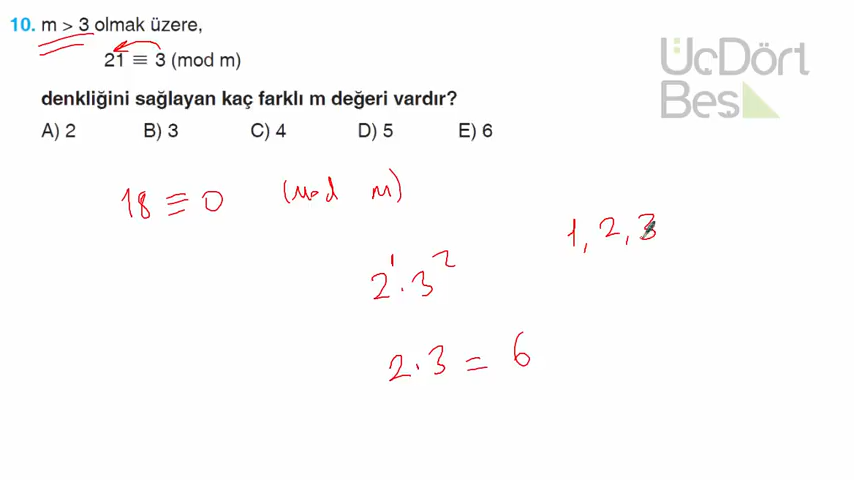 10. m > 3 olmak üzere,
21 ≡ 3 (mod m)
denkliğini sağlayan kaç farklı m değeri vardır?
A) 2 B) 3 C) 4 D) 5 E) 6
ÜçDört
Beş
18 ≡ 0 (mod m)
1, 2, 3
2¹ · 3²
2 · 3 = 6